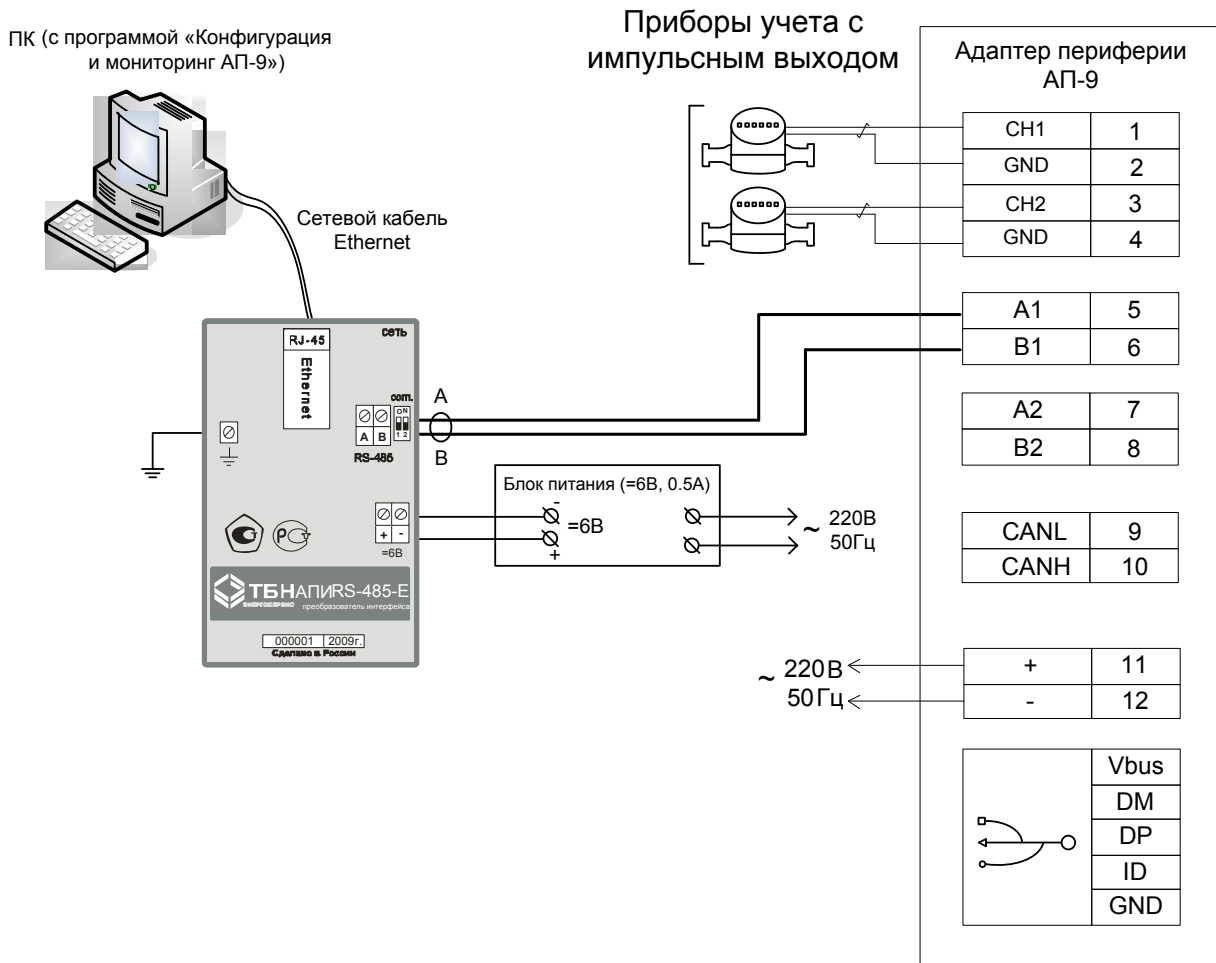 ПК (с программой «Конфигурация
и мониторинг АП-9»)
Приборы учета с
импульсным выходом
Адаптер периферии
АП-9
CH1 1
GND 2
CH2 3
GND 4
Сетевой кабель
Ethernet
RJ-45
Ethernet
сеть
com.
ON
1 2
A B
RS-485
A
B
A1 5
B1 6
A2 7
B2 8
Блок питания (=6В, 0.5А)
-
=6В
+
~ 220В
50Гц
+ -
=6В
CANL 9
CANH 10
РСТ
ТБН АПИ RS-485-E
ЭНЕРГОСЕРВИС преобразователь интерфейса
000001 2009г.
Сделано в России
~ 220В
50Гц
+ 11
- 12
Vbus
DM
DP
ID
GND